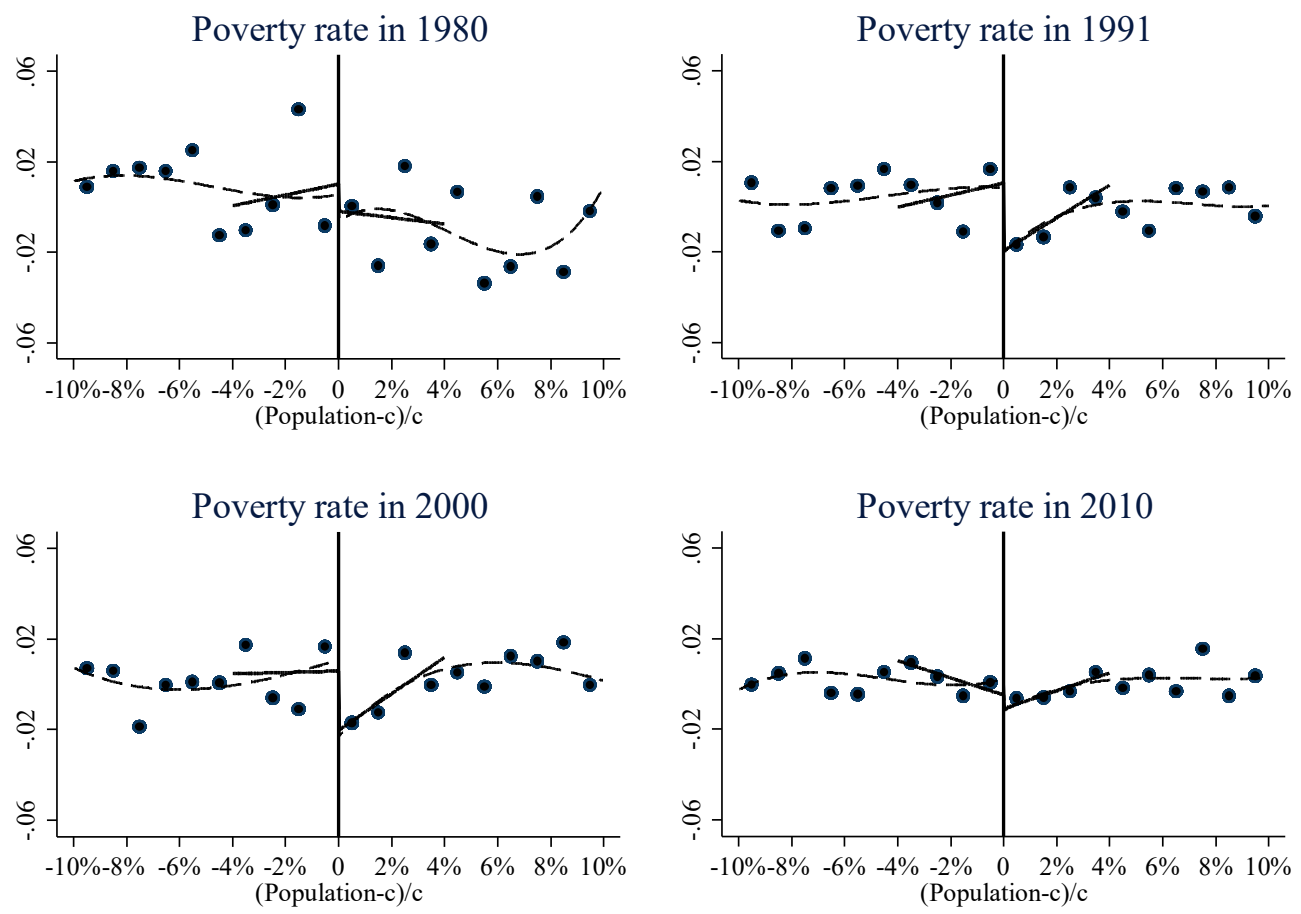 Poverty rate in 1980
.06
.02
-.02
-.06
-10% -8% -6% -4% -2% 0 2% 4% 6% 8% 10%
(Population-c)/c
Poverty rate in 1991
.06
.02
-.02
-.06
-10% -8% -6% -4% -2% 0 2% 4% 6% 8% 10%
(Population-c)/c
Poverty rate in 2000
.06
.02
-.02
-.06
-10% -8% -6% -4% -2% 0 2% 4% 6% 8% 10%
(Population-c)/c
Poverty rate in 2010
.06
.02
-.02
-.06
-10% -8% -6% -4% -2% 0 2% 4% 6% 8% 10%
(Population-c)/c